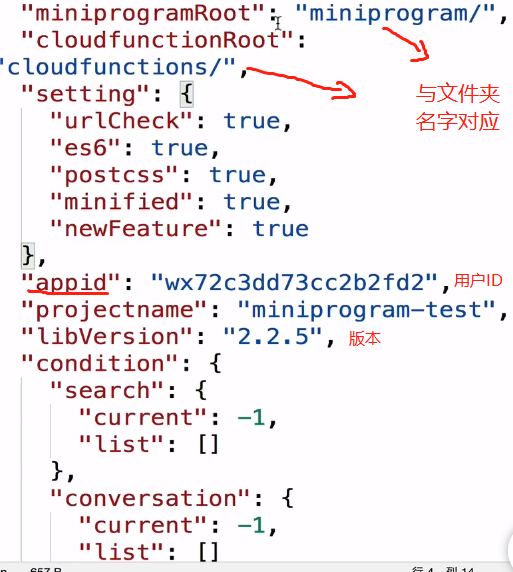 "miniprogramRoot": "miniprogram/",
"cloudfunctionRoot":
"cloudfunctions/",
与文件夹
"setting": {
名字对应
"urlCheck": true,
"es6": true,
"postcss": true,
"minified": true,
"newFeature": true
},
"appid": "wx72c3dd73cc2b2fd2", 用户ID
"projectname": "miniprogram-test",
"libVersion": "2.2.5", 版本
"condition": {
"search": {
"current": -1,
"list": []
},
"conversation": {
"current": -1,
"list": []
657 B
行 4, 列 14